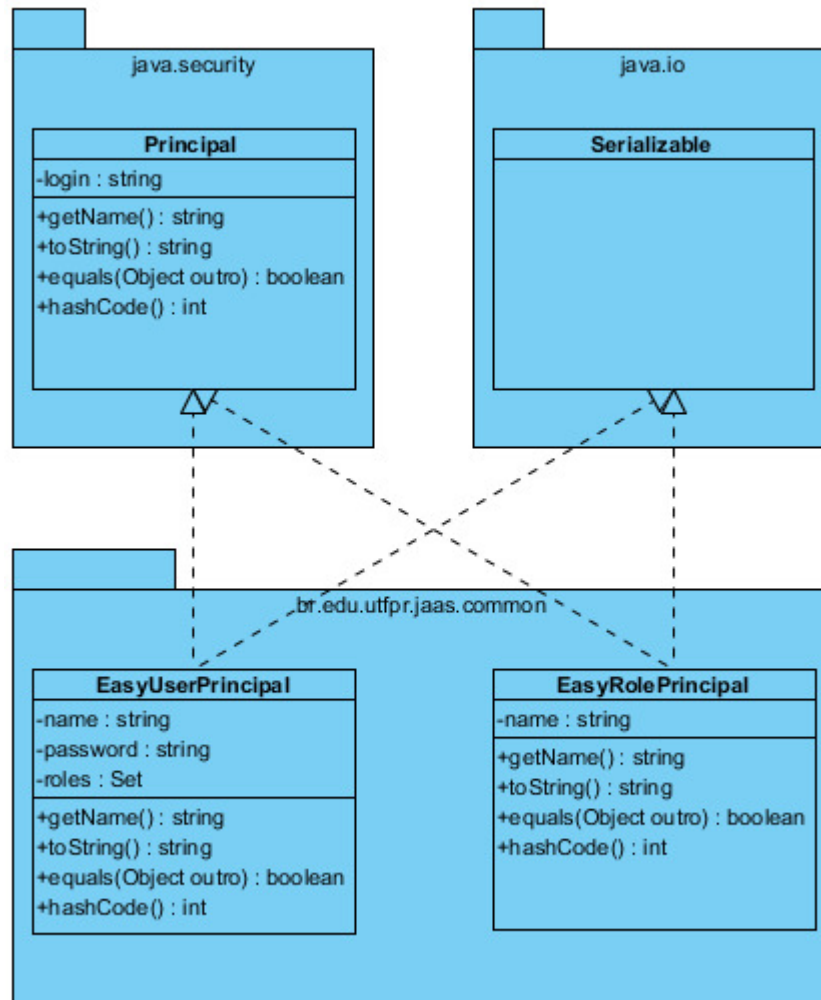 java.security
Principal
-login : string
+getName() : string
+toString() : string
+equals(Object outro) : boolean
+hashCode() : int
java.io
Serializable
br.edu.utfpr.jaas.common
EasyUserPrincipal
-name : string
-password : string
-roles : Set
+getName() : string
+toString() : string
+equals(Object outro) : boolean
+hashCode() : int
EasyRolePrincipal
-name : string
+getName() : string
+toString() : string
+equals(Object outro) : boolean
+hashCode() : int